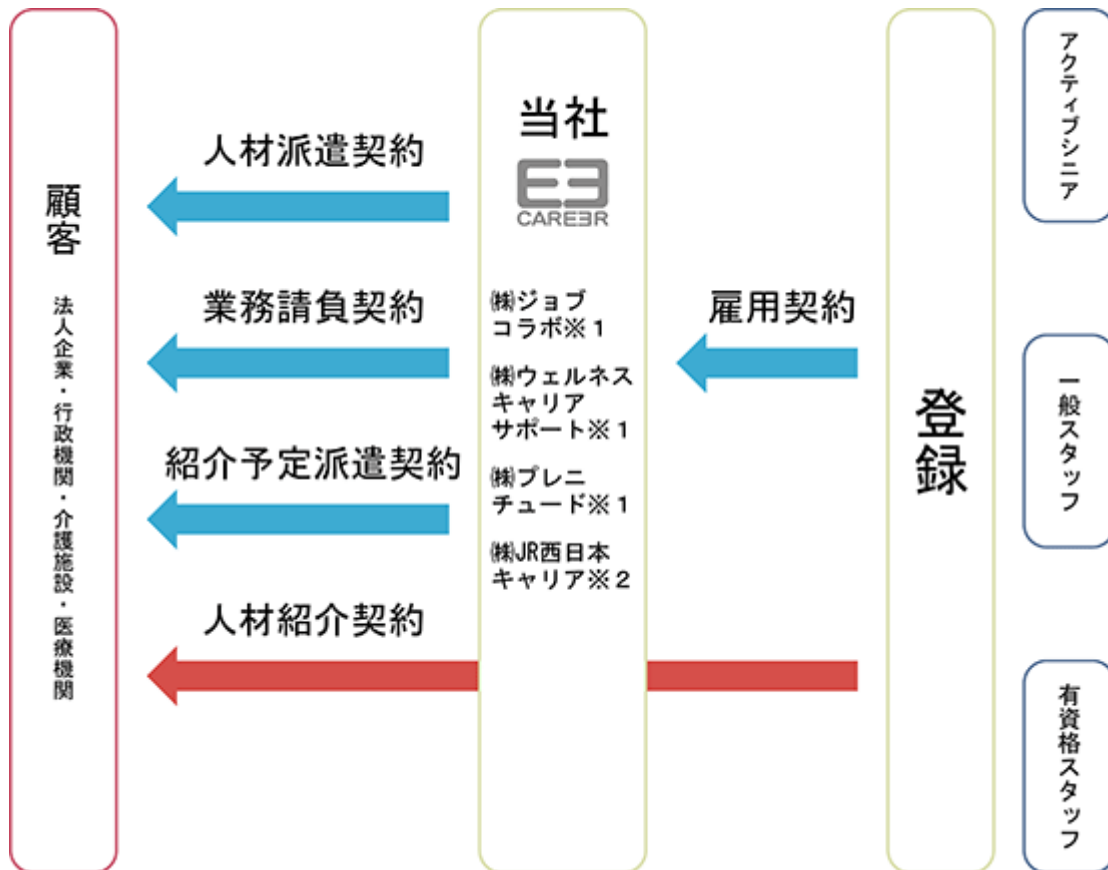 顧客
法人企業・行政機関・介護施設・医療機関
人材派遣契約
業務請負契約
紹介予定派遣契約
人材紹介契約
当社
E3
CAREER
㈱ジョブ
コラボ※1
㈱ウェルネス
キャリア
サポート※1
㈱プレニ
チュード※1
㈱JR西日本
キャリア※2
雇用契約
登録
アクティブシニア
一般スタッフ
有資格スタッフ